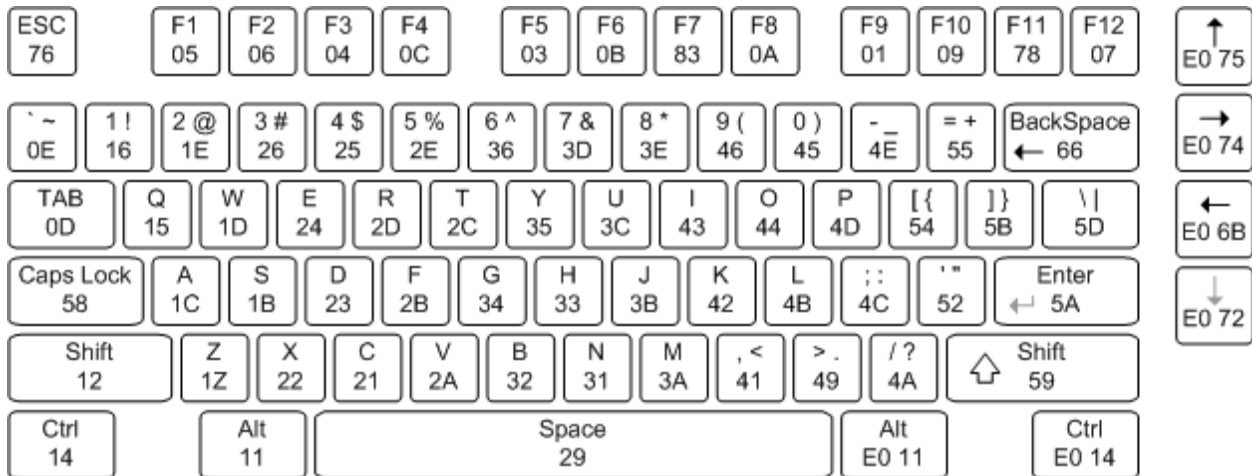 ESC F1 F2 F3 F4 F5 F6 F7 F8 F9 F10 F11 F12 ↑
76 05 06 04 0C 03 0B 83 0A 01 09 78 07 E0 75
` ~ 1 ! 2 @ 3 # 4 $ 5 % 6 ^ 7 & 8 * 9 ( 0 ) - _ = + BackSpace →
0E 16 1E 26 25 2E 36 3D 3E 46 45 4E 55 ← 66 E0 74
TAB Q W E R T Y U I O P [ { ] } \ | ←
0D 15 1D 24 2D 2C 35 3C 43 44 4D 54 5B 5D E0 6B
Caps Lock A S D F G H J K L ; : ' " Enter ↓
58 1C 1B 23 2B 34 33 3B 42 4B 4C 52 ↵ 5A E0 72
Shift Z X C V B N M , < > . / ? ⇧ Shift
12 1Z 22 21 2A 32 31 3A 41 49 4A 59
Ctrl Alt Space Alt Ctrl
14 11 29 E0 11 E0 14